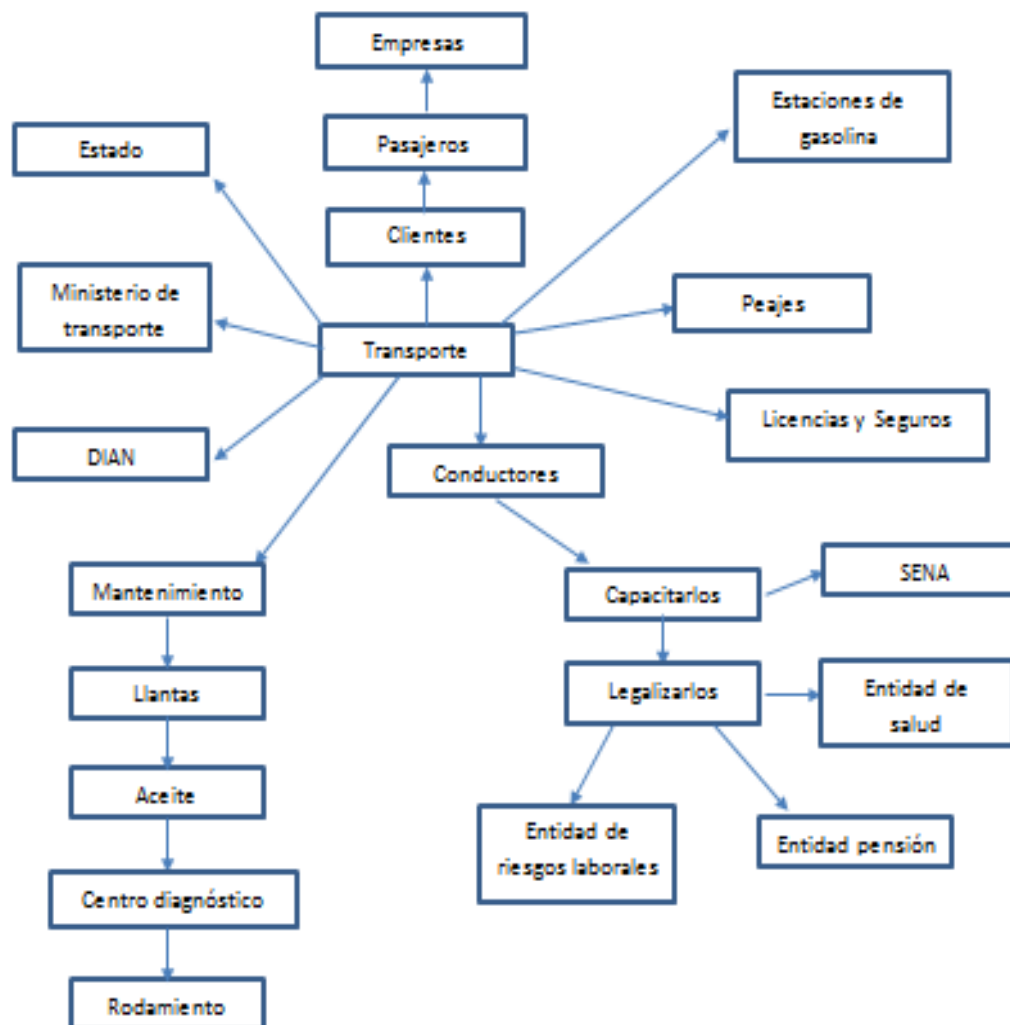 Empresas
Estaciones de
gasolina
Estado
Pasajeros
Clientes
Ministerio de
transporte
Peajes
Transporte
Licencias y Seguros
DIAN
Conductores
Mantenimiento
Capacitarlos
SENA
Llantas
Legalizarlos
Entidad de
salud
Aceite
Entidad de
riesgos laborales
Entidad pensión
Centro diagnóstico
Rodamiento